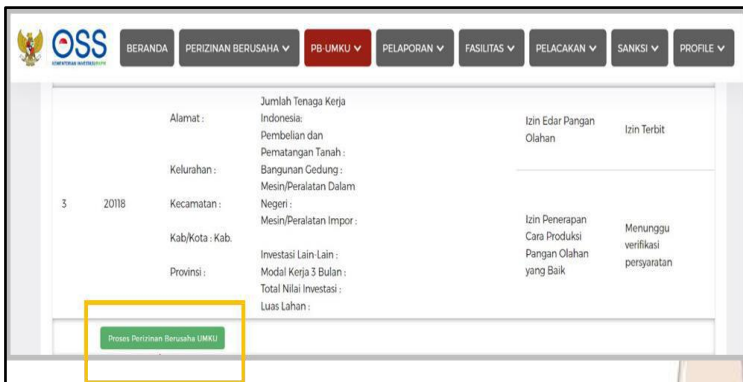 OSS
BERANDA
PERIZINAN BERUSAHA
PB-UMKU
PELAPORAN
FASILITAS
PELACAKAN
SANKSI
PROFILE
3
20118
Alamat :
Kelurahan :
Kecamatan :
Kab/Kota : Kab.
Provinsi :
Jumlah Tenaga Kerja
Indonesia:
Pembelian dan
Pematangan Tanah :
Bangunan Gedung :
Mesin/Peralatan Dalam
Negeri :
Mesin/Peralatan Impor :
Investasi Lain-Lain :
Modal Kerja 3 Bulan :
Total Nilai Investasi :
Luas Lahan :
Izin Edar Pangan
Olahan
Izin Terbit
Izin Penerapan
Cara Produksi
Pangan Olahan
yang Baik
Menunggu
verifikasi
persyaratan
Proses Perizinan Berusaha UMKU